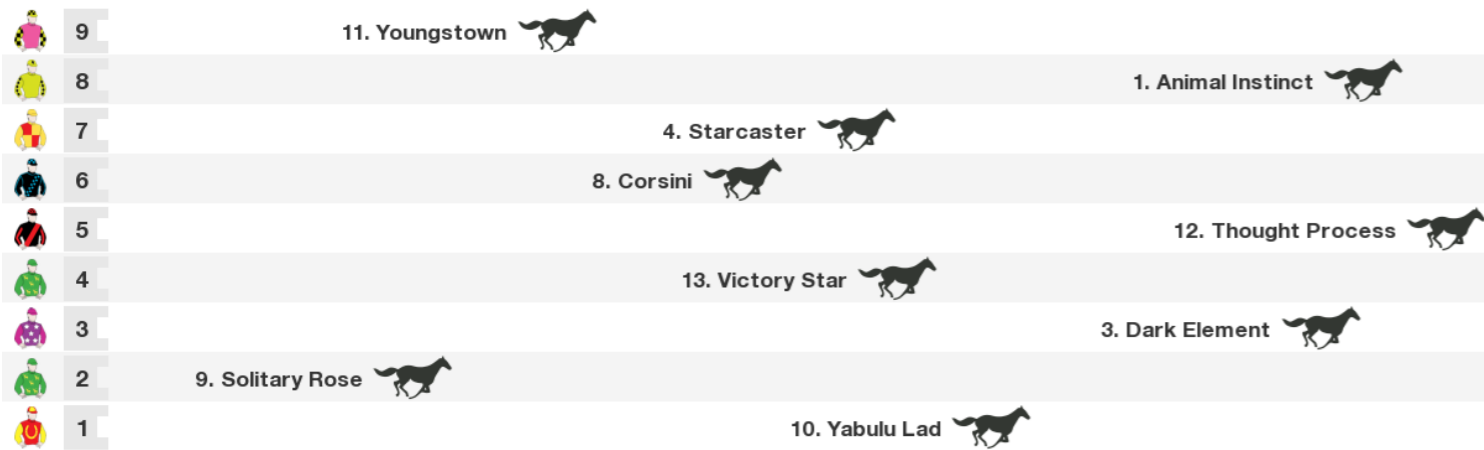 9 11. Youngstown
8 1. Animal Instinct
7 4. Starcaster
6 8. Corsini
5 12. Thought Process
4 13. Victory Star
3 3. Dark Element
2 9. Solitary Rose
1 10. Yabulu Lad